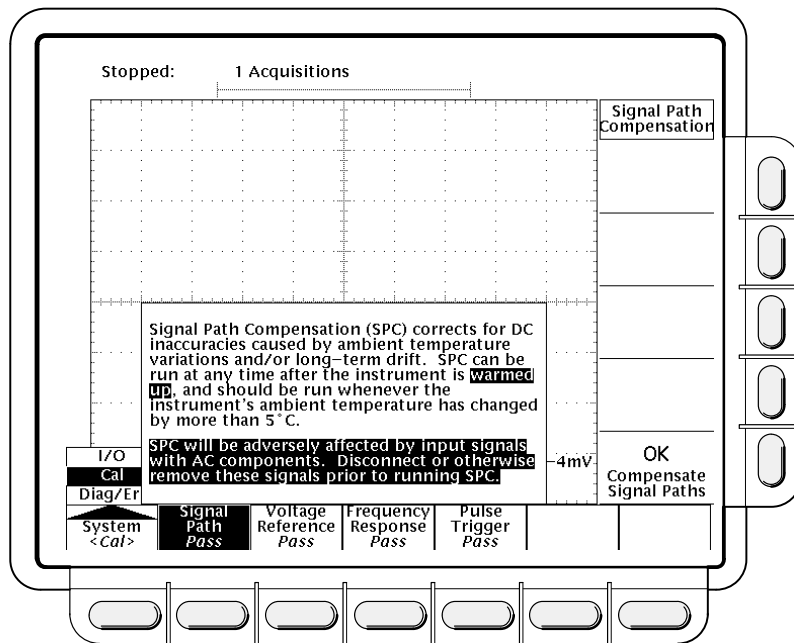 Stopped: 1 Acquisitions
Signal Path
Compensation
Signal Path Compensation (SPC) corrects for DC
inaccuracies caused by ambient temperature
variations and/or long-term drift. SPC can be
run at any time after the instrument is warmed
up, and should be run whenever the
instrument's ambient temperature has changed
by more than 5°C.
SPC will be adversely affected by input signals
with AC components. Disconnect or otherwise
remove these signals prior to running SPC.
-4mV
OK
Compensate
Signal Paths
I/O
Cal
Diag/Er
System
<Cal>
Signal
Path
Pass
Voltage
Reference
Pass
Frequency
Response
Pass
Pulse
Trigger
Pass